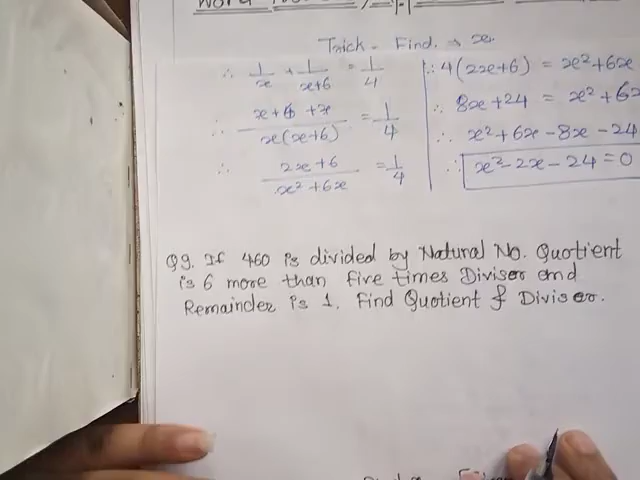 Trick - Find. → x.
∴ 1/x + 1/(x+6) = 1/4
∴ (x+6+x)/(x(x+6)) = 1/4
∴ (2x+6)/(x²+6x) = 1/4
∴ 4(2x+6) = x²+6x
∴ 8x+24 = x²+6x
∴ x²+6x-8x-24
∴ x²-2x-24=0
Q9. If 460 is divided by Natural No. Quotient
is 6 more than five times Divisor and
Remainder is 1. Find Quotient & Divisor.